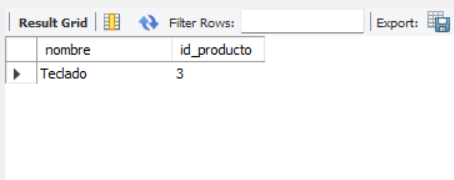 Result Grid Filter Rows: Export:
nombre id_producto
Teclado 3